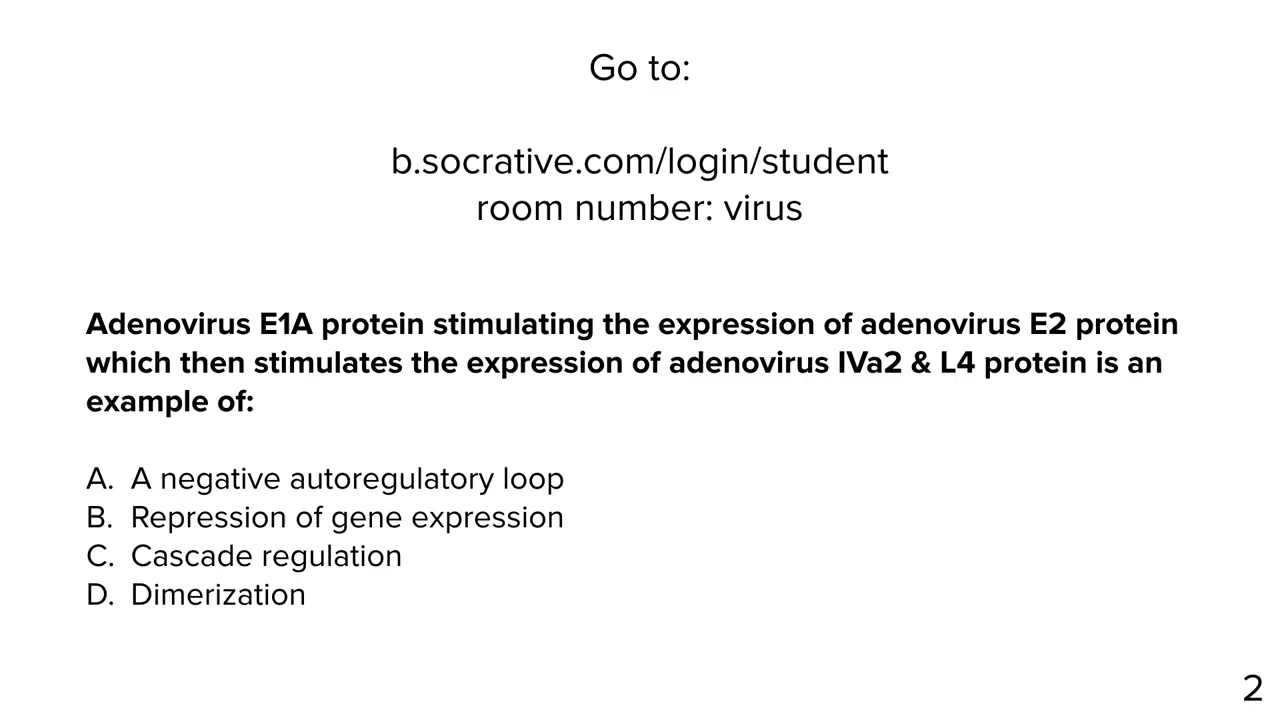 Go to:
b.socrative.com/login/student
room number: virus
Adenovirus E1A protein stimulating the expression of adenovirus E2 protein
which then stimulates the expression of adenovirus IVa2 & L4 protein is an
example of:
A. A negative autoregulatory loop
B. Repression of gene expression
C. Cascade regulation
D. Dimerization
2